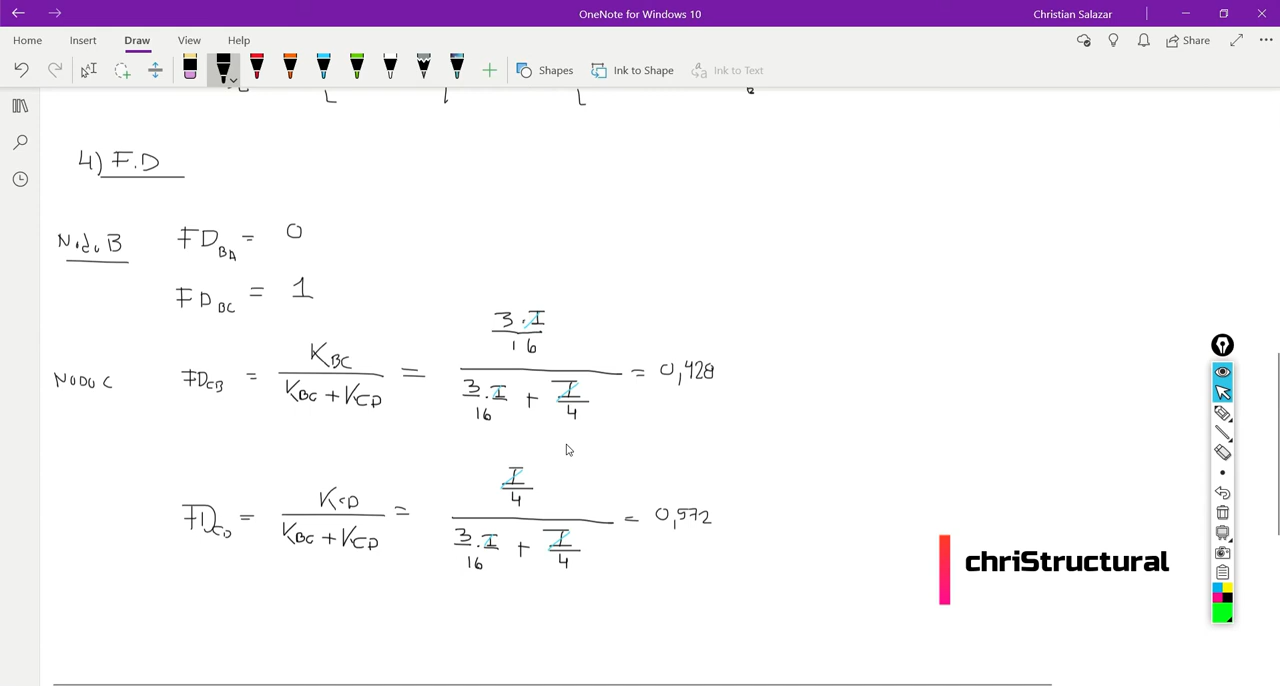 OneNote for Windows 10
Christian Salazar
Home Insert Draw View Help
Share
Shapes
Ink to Shape
Ink to Text
4) F.D
Nodo B FD_BA = 0
FD_BC = 1
NODO C FD_CB = K_BC / (K_BC + K_CD) = (3·I/16) / (3·I/16 + I/4) = 0,428
FD_CD = K_CD / (K_BC + K_CD) = (I/4) / (3·I/16 + I/4) = 0,572
chriStructural